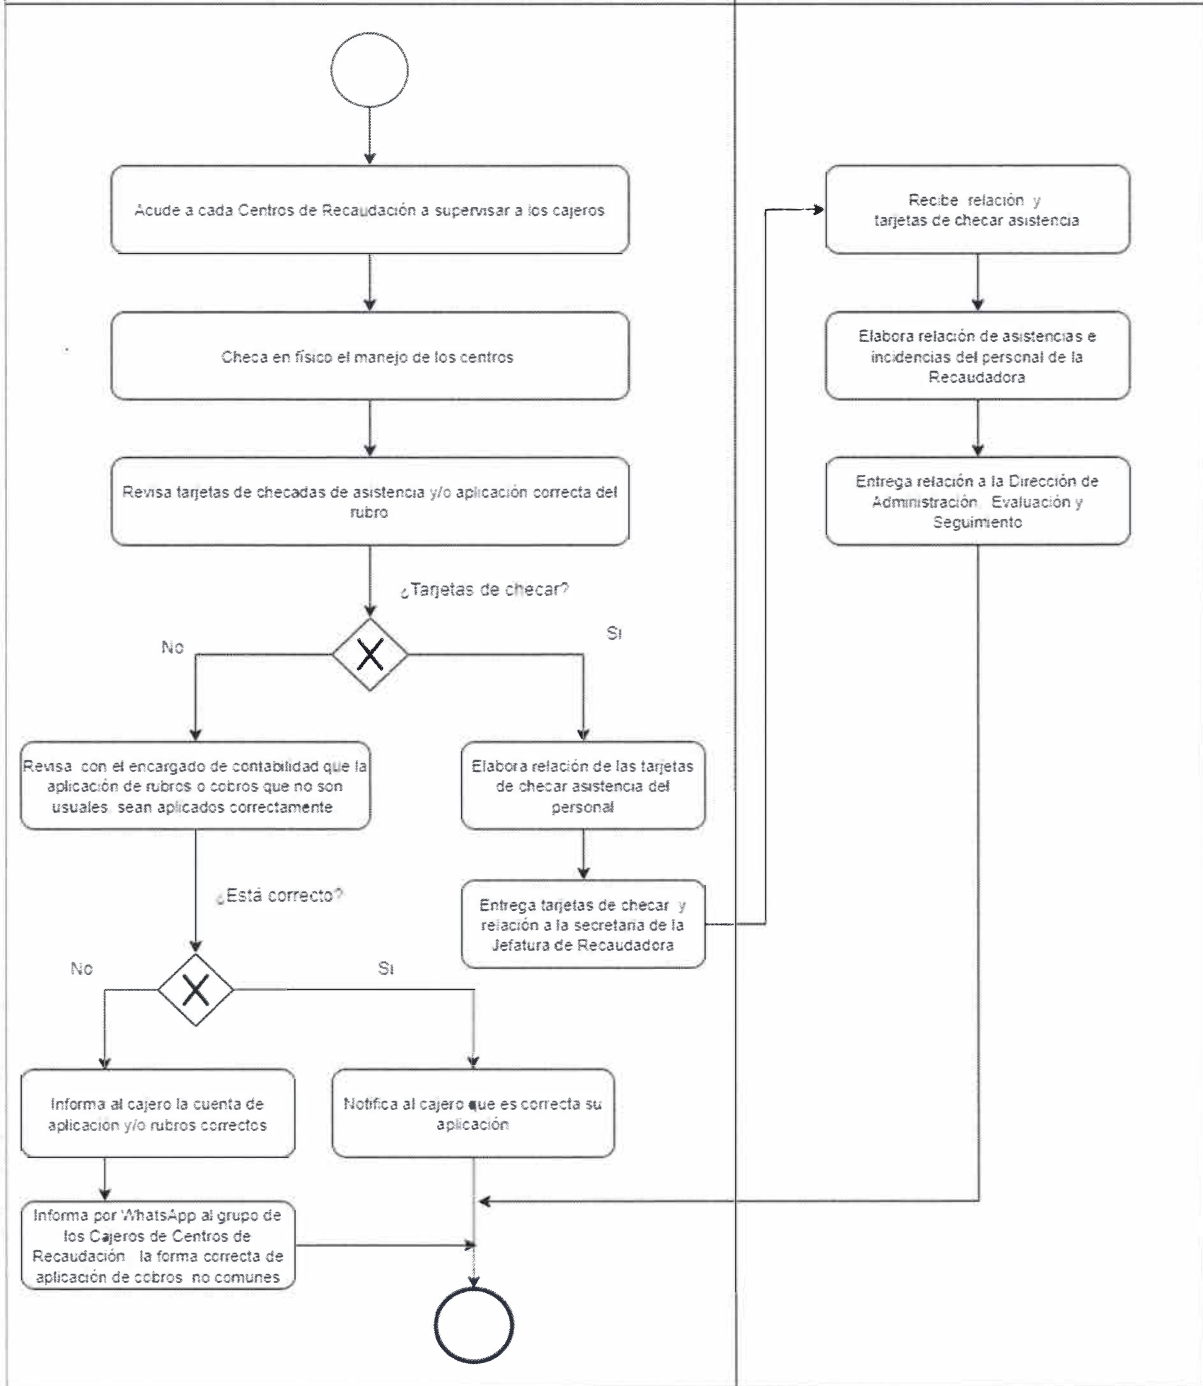 Acude a cada Centros de Recaudación a supervisar a los cajeros
Checa en físico el manejo de los centros
Revisa tarjetas de checadas de asistencia y/o aplicación correcta del
rubro
¿Tarjetas de checar?
No
Si
Revisa con el encargado de contabilidad que la
aplicación de rubros o cobros que no son
usuales sean aplicados correctamente
Elabora relación de las tarjetas
de checar asistencia del
personal
¿Está correcto?
Entrega tarjetas de checar y
relación a la secretaria de la
Jefatura de Recaudadora
No
Si
Informa al cajero la cuenta de
aplicación y/o rubros correctos
Notifica al cajero que es correcta su
aplicación
Informa por WhatsApp al grupo de
los Cajeros de Centros de
Recaudación la forma correcta de
aplicación de cobros no comunes
Recibe relación y
tarjetas de checar asistencia
Elabora relación de asistencias e
incidencias del personal de la
Recaudadora
Entrega relación a la Dirección de
Administración Evaluación y
Seguimiento